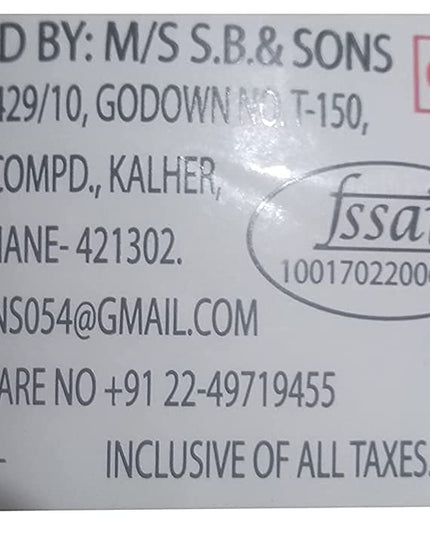 D BY: M/S S.B.& SONS
429/10, GODOWN NO. T-150,
COMPD., KALHER,
HANE- 421302.
fssai
1001702200
NS054@GMAIL.COM
ARE NO +91 22-49719455
- INCLUSIVE OF ALL TAXES.